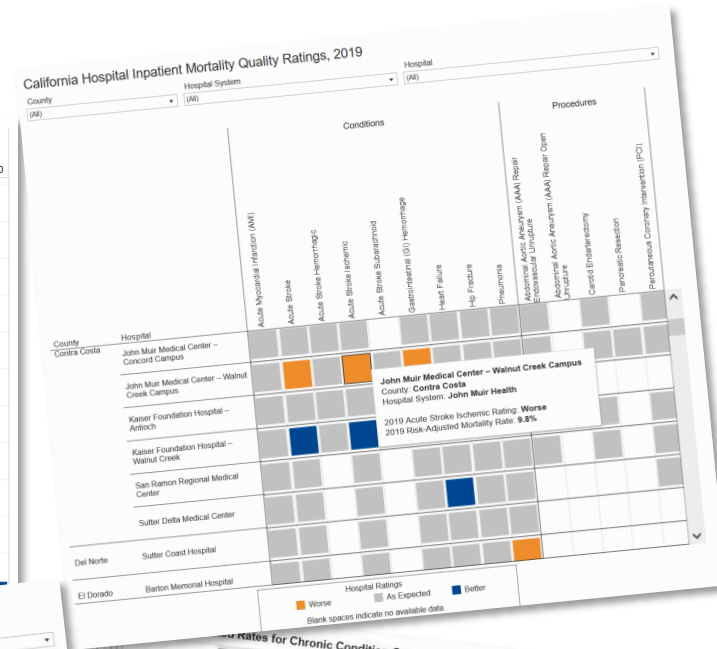 California Hospital Inpatient Mortality Quality Ratings, 2019
County
(All)
Hospital System
(All)
Hospital
(All)
Conditions
Procedures
Acute Myocardial Infarction (AMI)
Acute Stroke
Acute Stroke Hemorrhagic
Acute Stroke Ischemic
Acute Stroke Subarachnoid
Gastrointestinal (GI) Hemorrhage
Heart Failure
Hip Fracture
Pneumonia
Abdominal Aortic Aneurysm (AAA) Repair
Endovascular Unrupture
Abdominal Aortic Aneurysm (AAA) Repair Open
Unrupture
Carotid Endarterectomy
Pancreatic Resection
Percutaneous Coronary Intervention (PCI)
County
Hospital
Contra Costa
John Muir Medical Center –
Concord Campus
John Muir Medical Center – Walnut
Creek Campus
Kaiser Foundation Hospital –
Antioch
Kaiser Foundation Hospital –
Walnut Creek
San Ramon Regional Medical
Center
Sutter Delta Medical Center
Del Norte
Sutter Coast Hospital
El Dorado
Barton Memorial Hospital
John Muir Medical Center – Walnut Creek Campus
County: Contra Costa
Hospital System: John Muir Health
2019 Acute Stroke Ischemic Rating: Worse
2019 Risk-Adjusted Mortality Rate: 9.8%
Hospital Ratings
Worse
As Expected
Better
Blank spaces indicate no available data.
Rates for Chronic